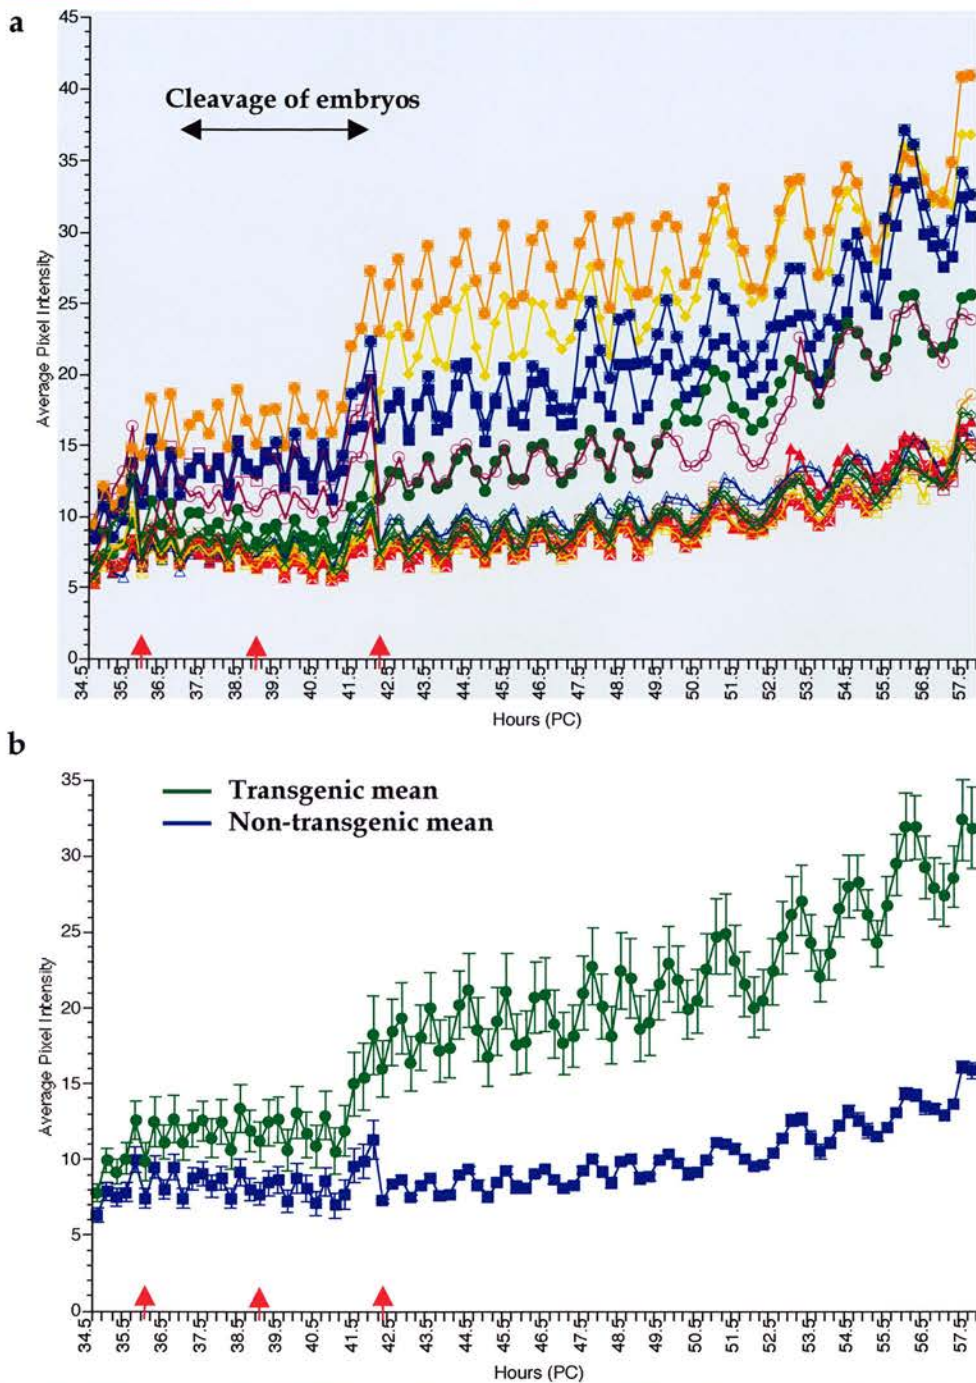 a
45
40
35
30
25
20
15
10
5
0
Average Pixel Intensity
Cleavage of embryos
34.5 35.5 36.5 37.5 38.5 39.5 40.5 41.5 42.5 43.5 44.5 45.5 46.5 47.5 48.5 49.5 50.5 51.5 52.5 53.5 54.5 55.5 56.5 57.5
Hours (PC)
b
35
30
25
20
15
10
5
0
Average Pixel Intensity
Transgenic mean
Non-transgenic mean
34.5 35.5 36.5 37.5 38.5 39.5 40.5 41.5 42.5 43.5 44.5 45.5 46.5 47.5 48.5 49.5 50.5 51.5 52.5 53.5 54.5 55.5 56.5 57.5
Hours (PC)